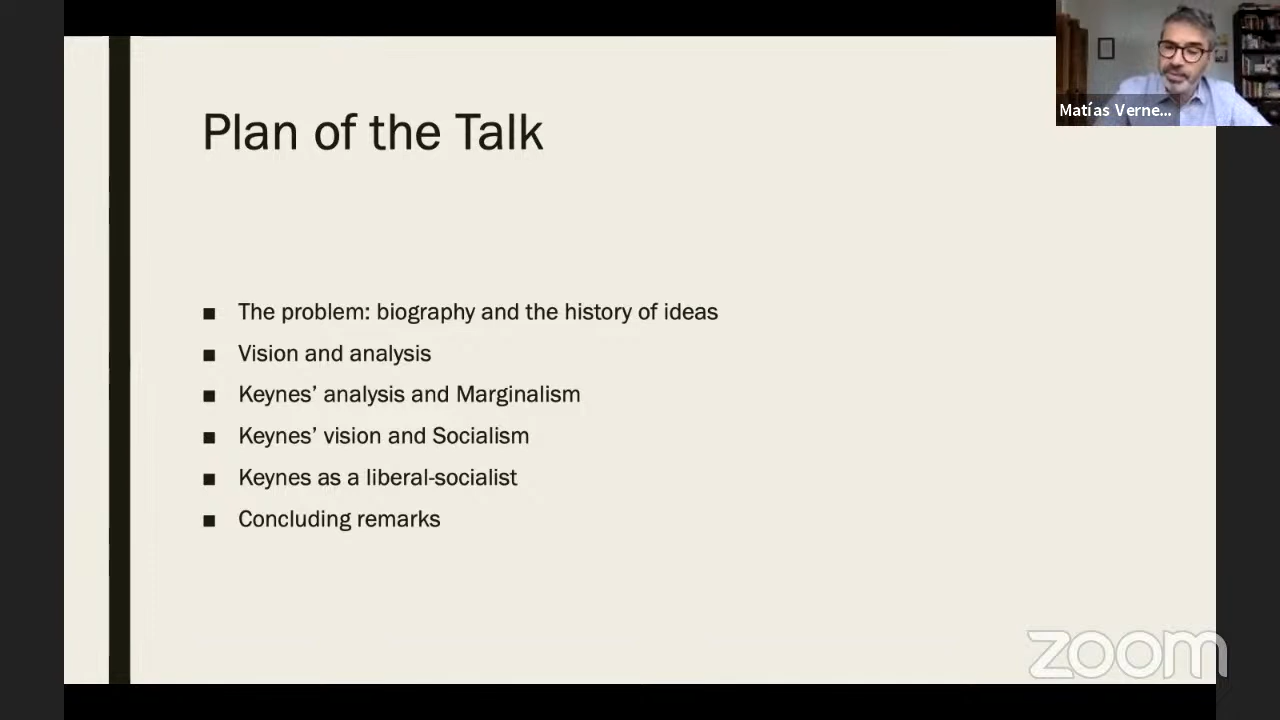 Plan of the Talk
Matías Verne...
The problem: biography and the history of ideas
Vision and analysis
Keynes’ analysis and Marginalism
Keynes’ vision and Socialism
Keynes as a liberal-socialist
Concluding remarks
zoom